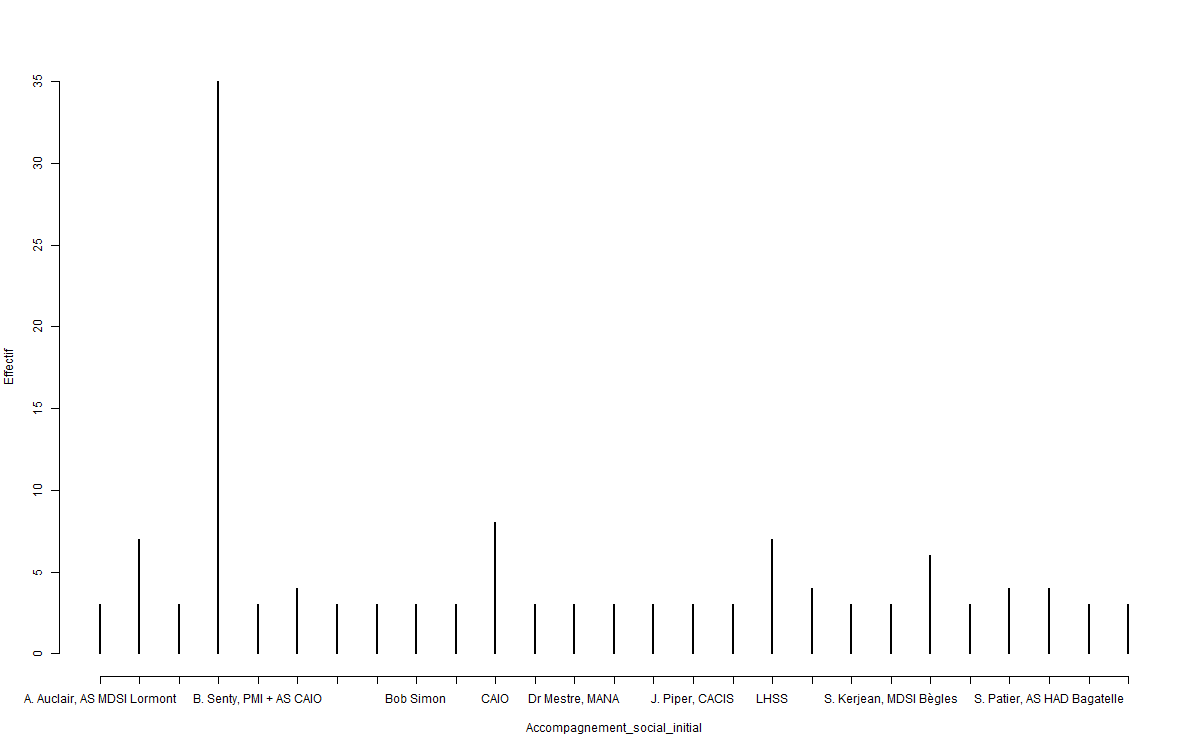 35
30
25
20
15
10
5
0
Effectif
A. Auclair, AS MDSI Lormont B. Senty, PMI + AS CAIO Bob Simon CAIO Dr Mestre, MANA J. Piper, CACIS LHSS S. Kerjean, MDSI Bègles S. Patier, AS HAD Bagatelle
Accompagnement_social_initial